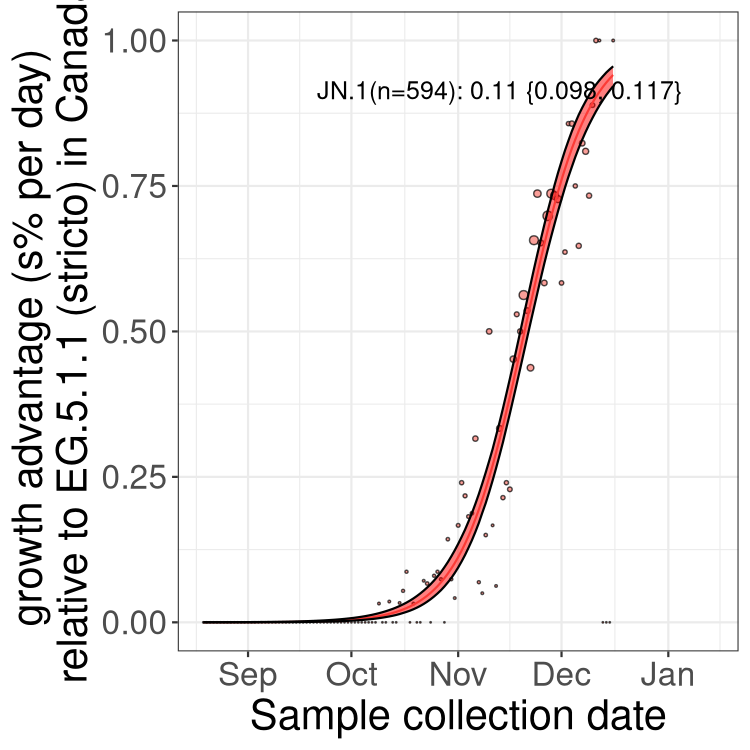 growth advantage (s% per day)
relative to EG.5.1.1 (stricto) in Canada
1.00
0.75
0.50
0.25
0.00
JN.1(n=594): 0.11 {0.098, 0.117}
Sep Oct Nov Dec Jan
Sample collection date